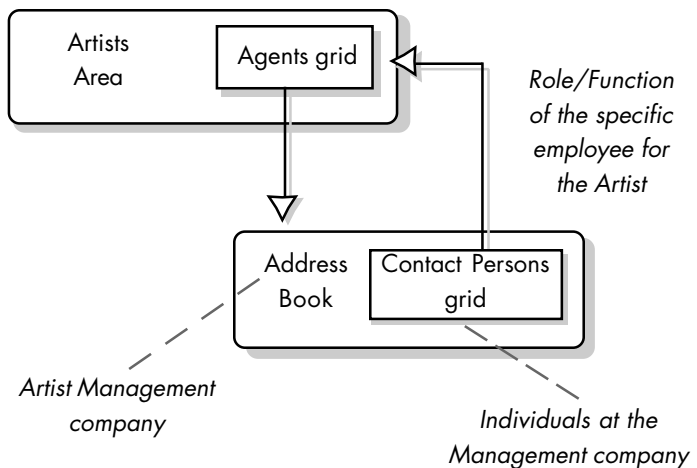 Artists
Area
Agents grid
Role/Function
of the specific
employee for
the Artist
Address
Book
Contact Persons
grid
Artist Management
company
Individuals at the
Management company